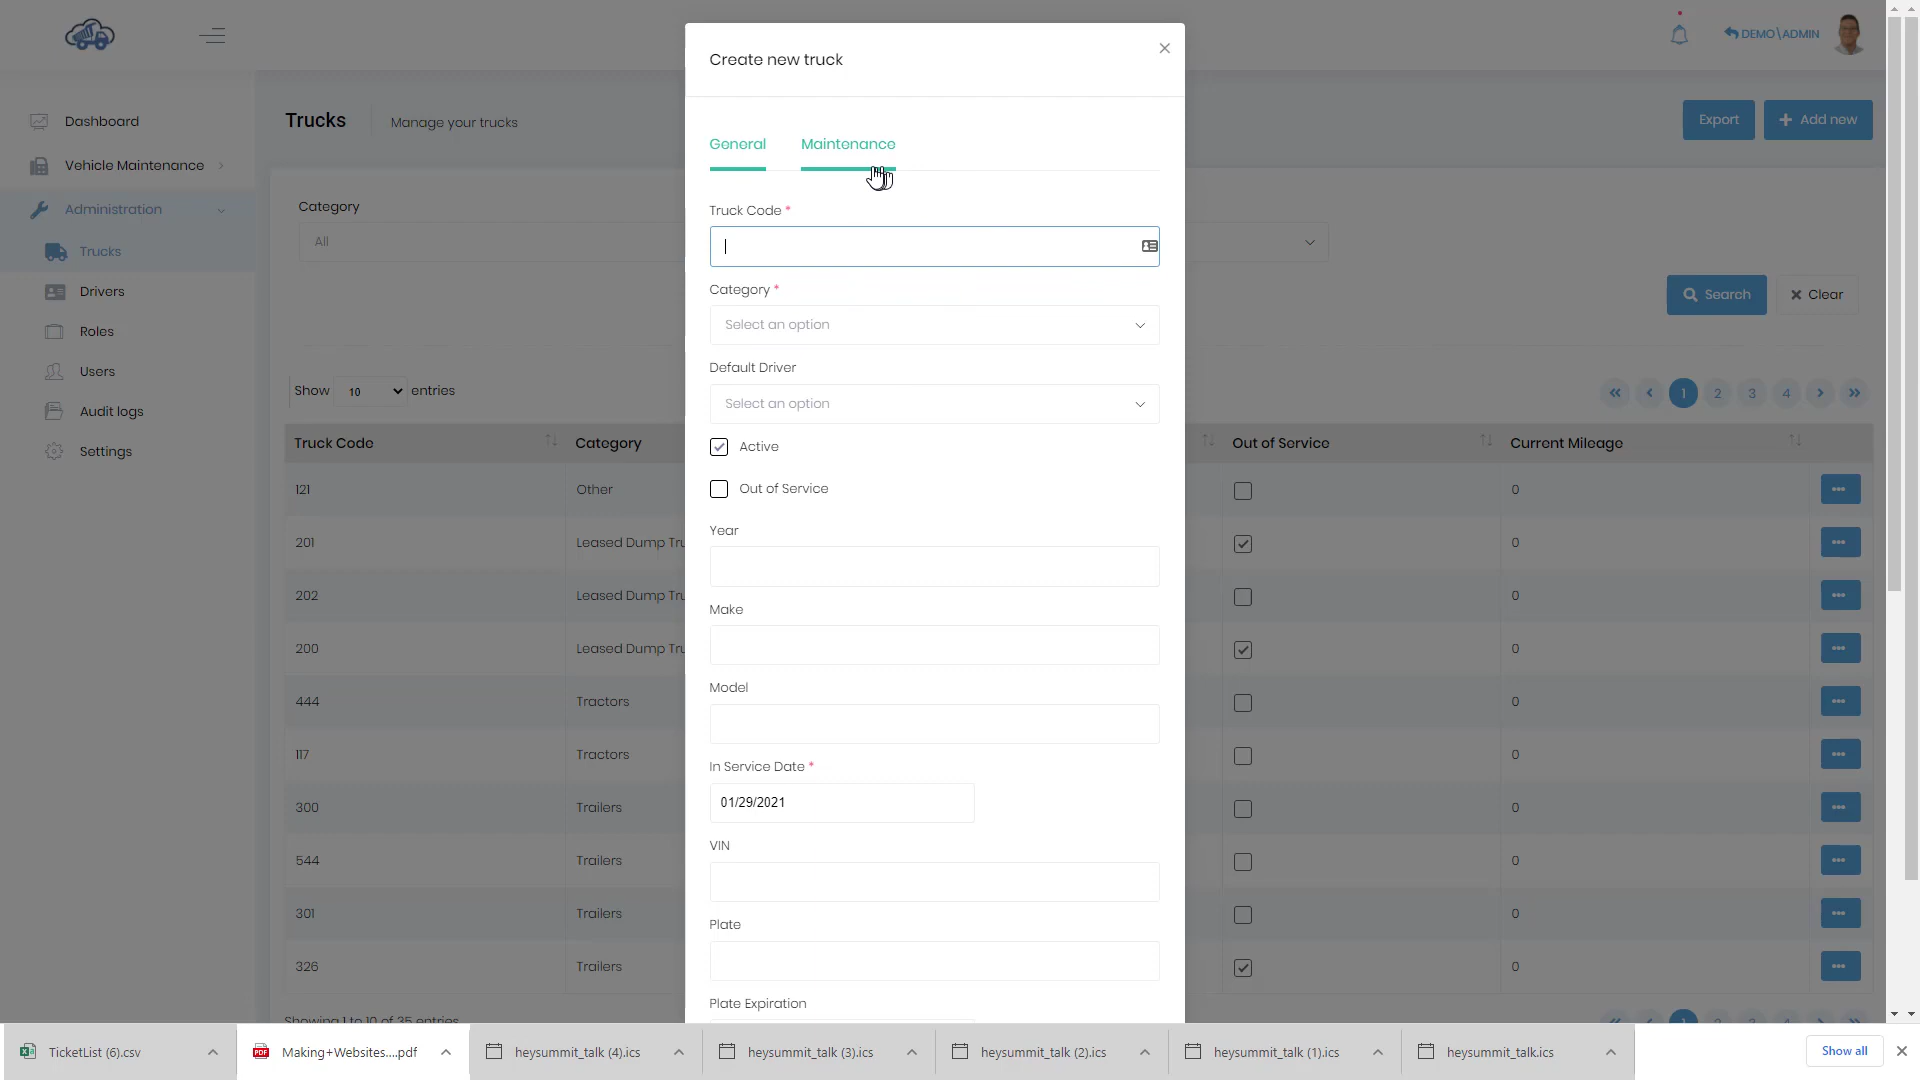 DEMO\ADMIN
Dashboard
Vehicle Maintenance
Administration
Trucks
Drivers
Roles
Users
Audit logs
Settings
Trucks
Manage your trucks
Export
+ Add new
Category
All
Search
Clear
Show 10 entries
1 2 3 4
Truck Code Category Out of Service Current Mileage
121 Other 0
201 Leased Dump Tru 0
202 Leased Dump Tru 0
200 Leased Dump Tru 0
444 Tractors 0
117 Tractors 0
300 Trailers 0
544 Trailers 0
301 Trailers 0
326 Trailers 0
Showing 1 to 10 of 35 entries
Create new truck
×
General Maintenance
Truck Code *
Category *
Select an option
Default Driver
Select an option
Active
Out of Service
Year
Make
Model
In Service Date *
01/29/2021
VIN
Plate
Plate Expiration
TicketList (6).csv
PDF
Making+Websites....pdf
heysummit_talk (4).ics
heysummit_talk (3).ics
heysummit_talk (2).ics
heysummit_talk (1).ics
heysummit_talk.ics
Show all